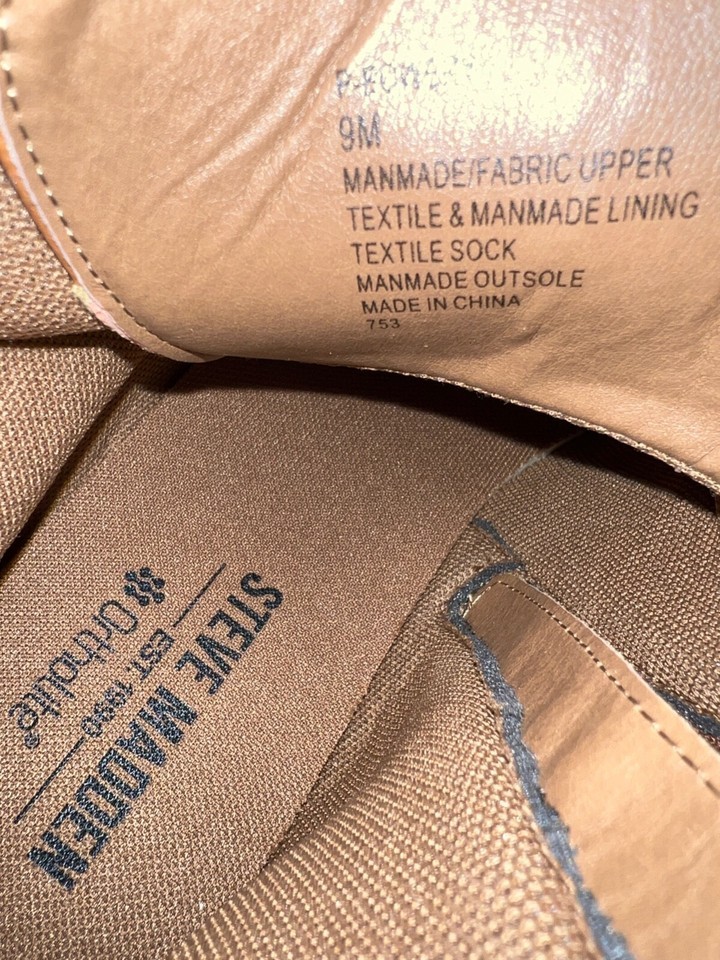 9M
MANMADE/FABRIC UPPER
TEXTILE & MANMADE LINING
TEXTILE SOCK
MANMADE OUTSOLE
MADE IN CHINA
753
STEVE MADDEN
EST. 1990
Ortholite®